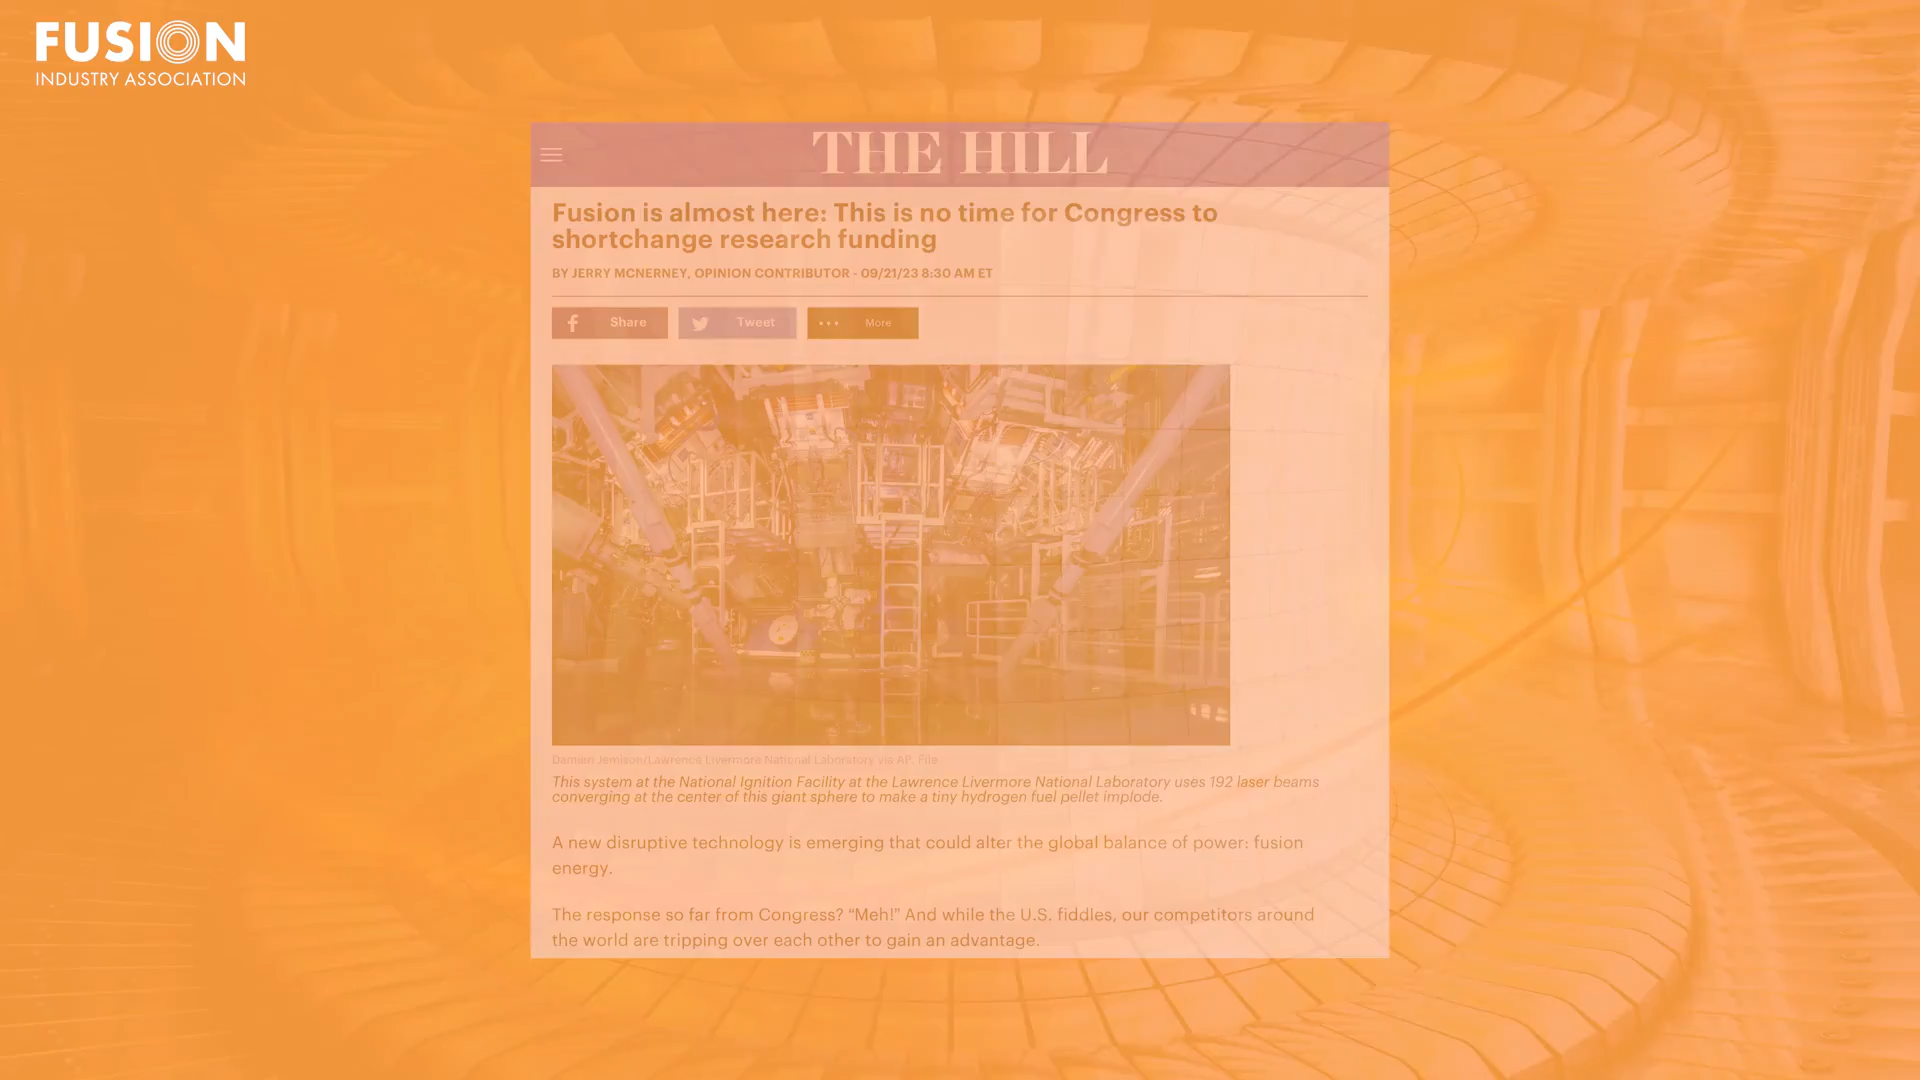 FUSION
INDUSTRY ASSOCIATION
THE HILL
Fusion is almost here: This is no time for Congress to
shortchange research funding
BY JERRY MCNERNEY, OPINION CONTRIBUTOR - 09/21/23 8:30 AM ET
Share
Tweet
More
Damien Jemison/Lawrence Livermore National Laboratory via AP, File
This system at the National Ignition Facility at the Lawrence Livermore National Laboratory uses 192 laser beams
converging at the center of this giant sphere to make a tiny hydrogen fuel pellet implode.
A new disruptive technology is emerging that could alter the global balance of power: fusion
energy.
The response so far from Congress? “Meh!” And while the U.S. fiddles, our competitors around
the world are tripping over each other to gain an advantage.